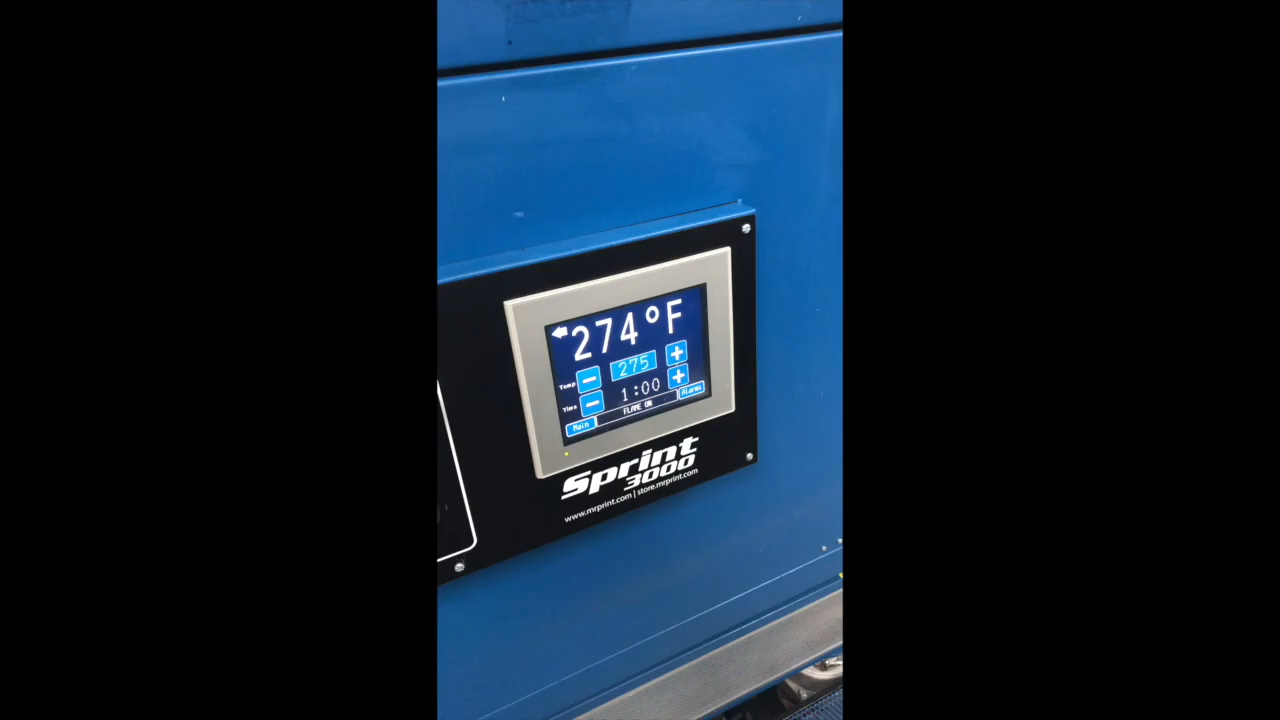 274°F
Temp - 275 +
Time - 1:00 +
Main FLAME ON Alarms
Sprint
3000
www.mrprint.com | store.mrprint.com